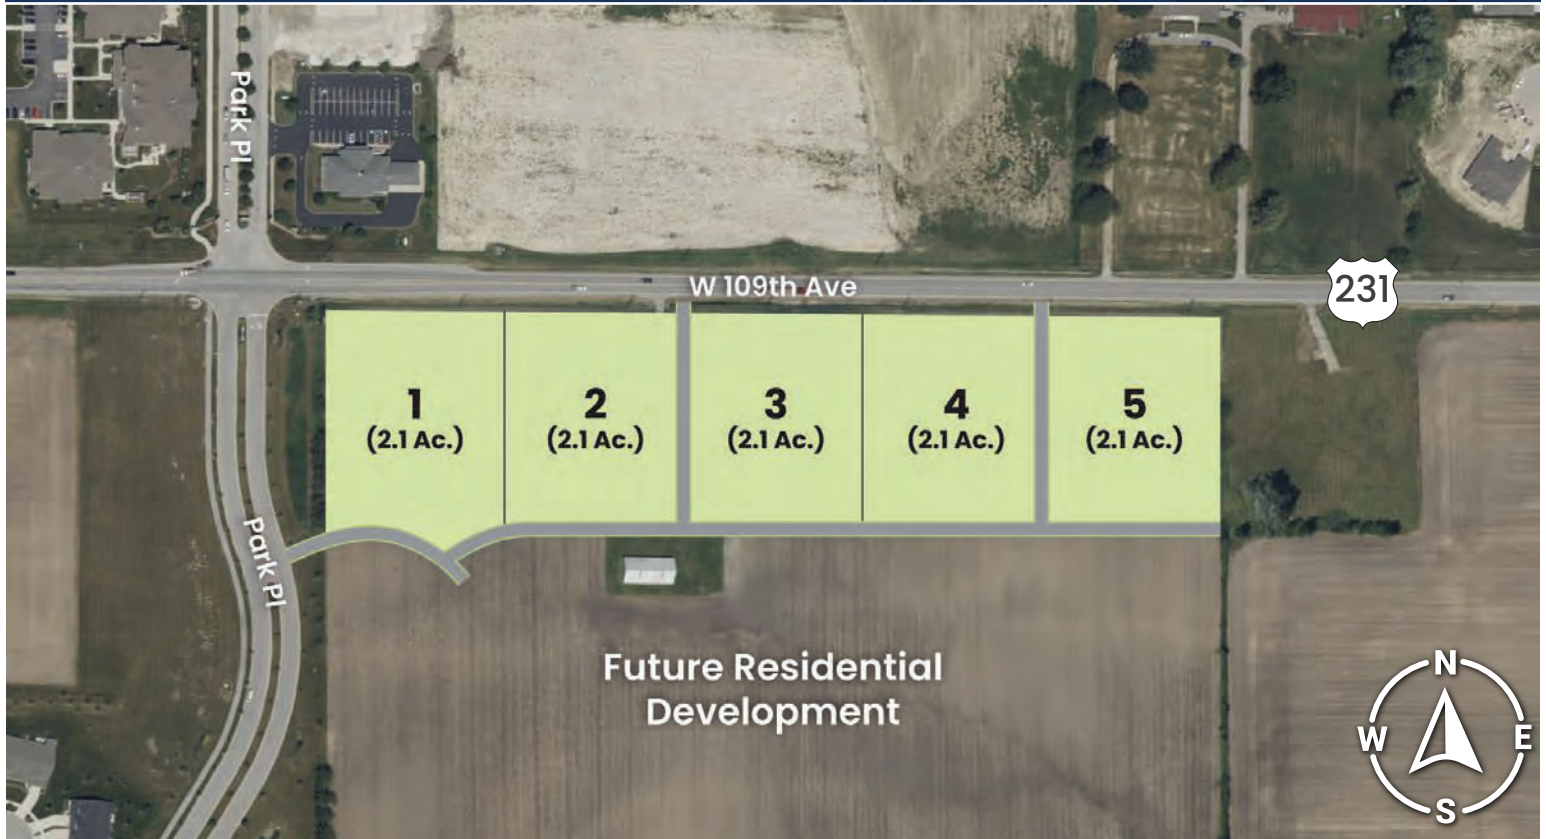 Park Pl
W 109th Ave
231
1
(2.1 Ac.)
2
(2.1 Ac.)
3
(2.1 Ac.)
4
(2.1 Ac.)
5
(2.1 Ac.)
Park Pl
Future Residential
Development
N
W
E
S